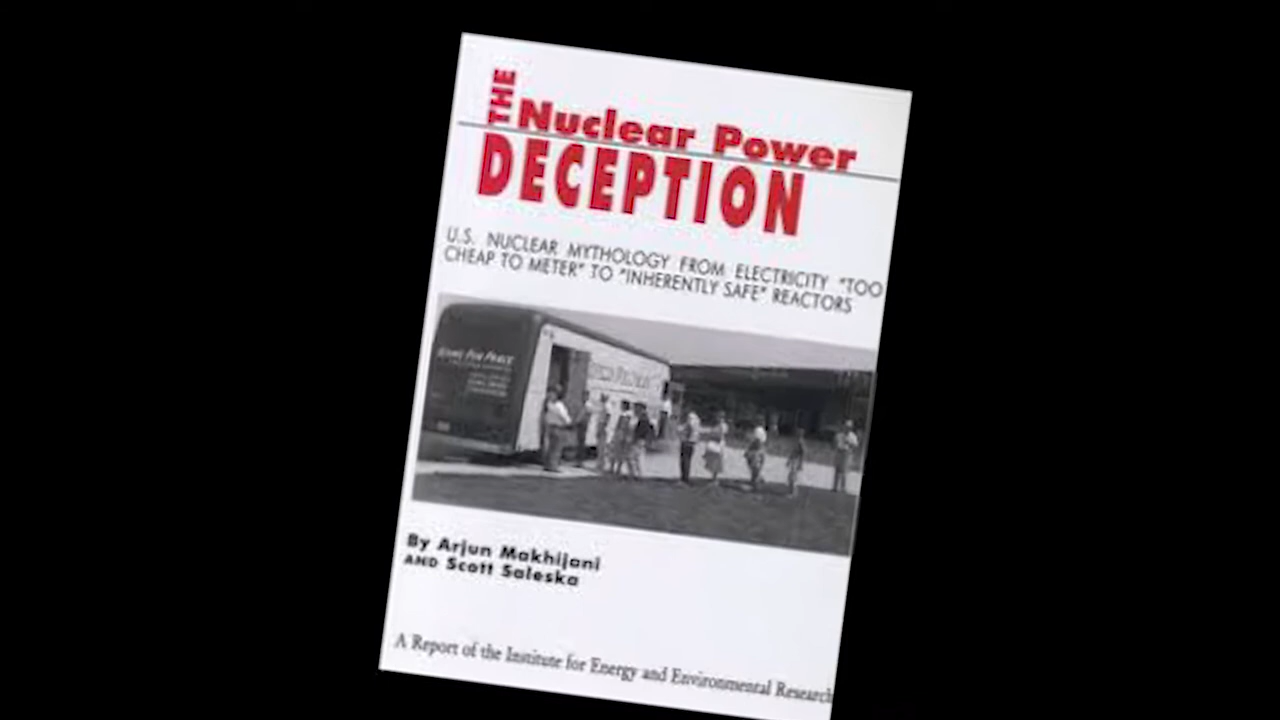 THE
Nuclear Power
DECEPTION
U.S. NUCLEAR MYTHOLOGY FROM ELECTRICITY "TOO
CHEAP TO METER" TO "INHERENTLY SAFE" REACTORS
By Arjun Makhijani
AND Scott Saleska
A Report of the Institute for Energy and Environmental Research